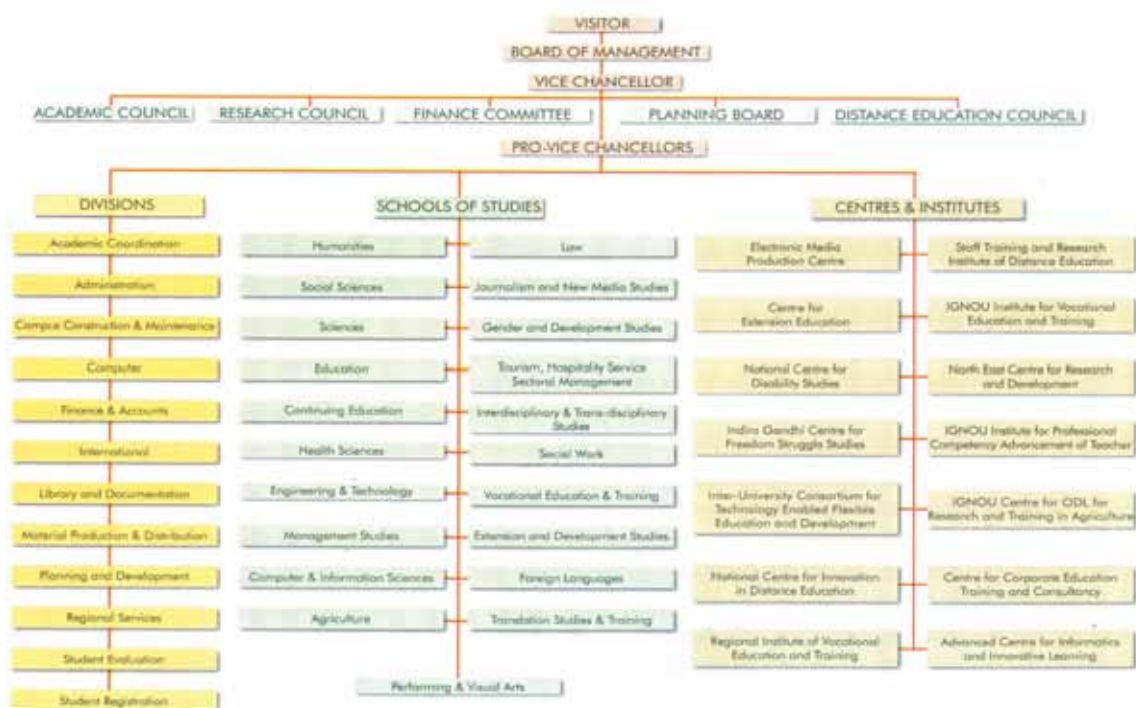 VISITOR
BOARD OF MANAGEMENT
VICE CHANCELLOR
ACADEMIC COUNCIL
RESEARCH COUNCIL
FINANCE COMMITTEE
PLANNING BOARD
DISTANCE EDUCATION COUNCIL
PRO-VICE CHANCELLORS
DIVISIONS
Academic Coordination
Administration
Campus Construction & Maintenance
Computer
Finance & Accounts
International
Library and Documentation
Material Production & Distribution
Planning and Development
Regional Services
Student Evaluation
Student Registration
SCHOOLS OF STUDIES
Humanities
Social Sciences
Sciences
Education
Continuing Education
Health Sciences
Engineering & Technology
Management Studies
Computer & Information Sciences
Agriculture
Law
Journalism and New Media Studies
Gender and Development Studies
Tourism, Hospitality Service
Sectoral Management
Interdisciplinary & Trans-disciplinary
Studies
Social Work
Vocational Education & Training
Extension and Development Studies
Foreign Languages
Translation Studies & Training
Performing & Visual Arts
CENTRES & INSTITUTES
Electronic Media
Production Centre
Centre for
Extension Education
National Centre for
Disability Studies
Indira Gandhi Centre for
Freedom Struggle Studies
Inter-University Consortium for
Technology Enabled Flexible
Education and Development
National Centre for Innovation
in Distance Education
Regional Institute of Vocational
Education and Training
Staff Training and Research
Institute of Distance Education
IGNOU Institute for Vocational
Education and Training
North East Centre for Research
and Development
IGNOU Institute for Professional
Competency Advancement of Teacher
IGNOU Centre for ODL for
Research and Training in Agriculture
Centre for Corporate Education
Training and Consultancy
Advanced Centre for Informatics
and Innovative Learning